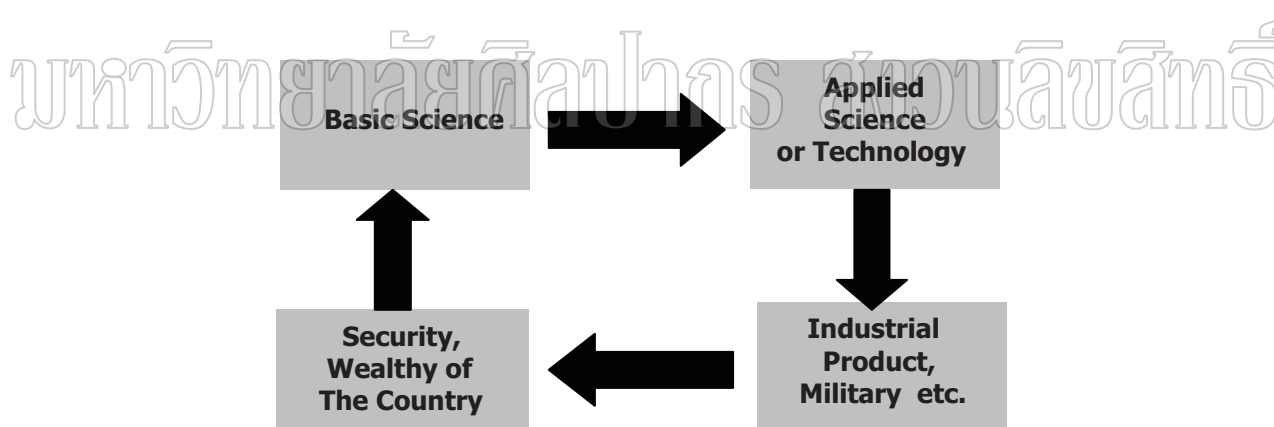 มหาวิทยาลัยศิลปากร สงวนลิขสิทธิ์
Basic Science
Applied
Science
or Technology
Security,
Wealthy of
The Country
Industrial
Product,
Military etc.